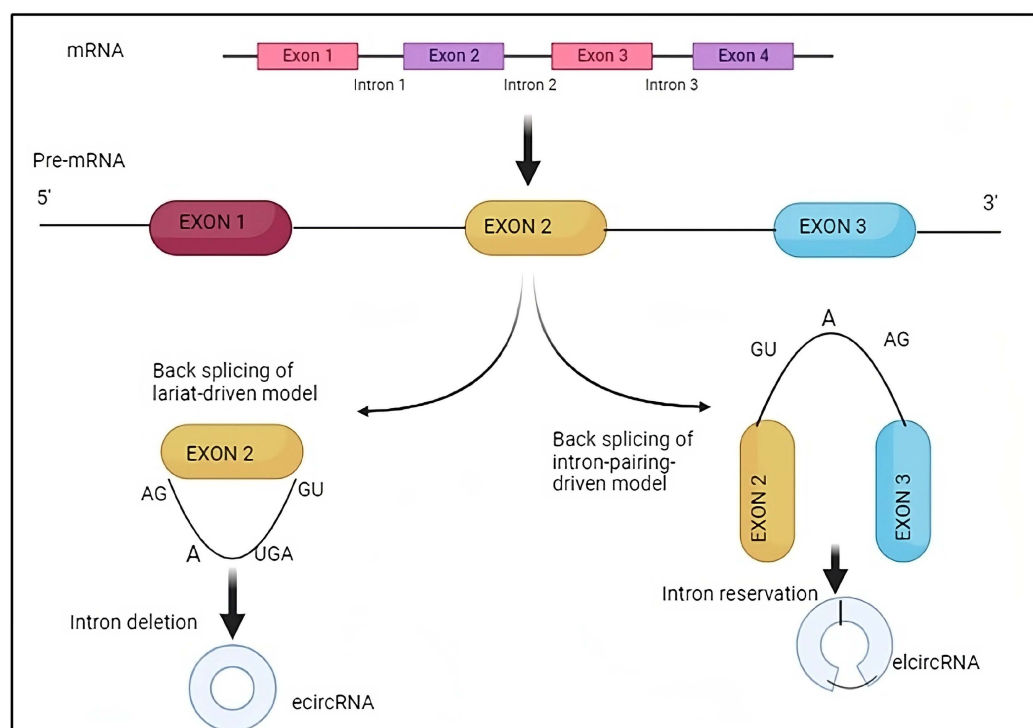 mRNA
Exon 1
Exon 2
Exon 3
Exon 4
Intron 1
Intron 2
Intron 3
Pre-mRNA
5'
3'
EXON 1
EXON 2
EXON 3
Back splicing of
lariat-driven model
EXON 2
AG
GU
A
UGA
Intron deletion
ecircRNA
A
GU
AG
Back splicing of
intron-pairing-
driven model
EXON 2
EXON 3
Intron reservation
elcircRNA